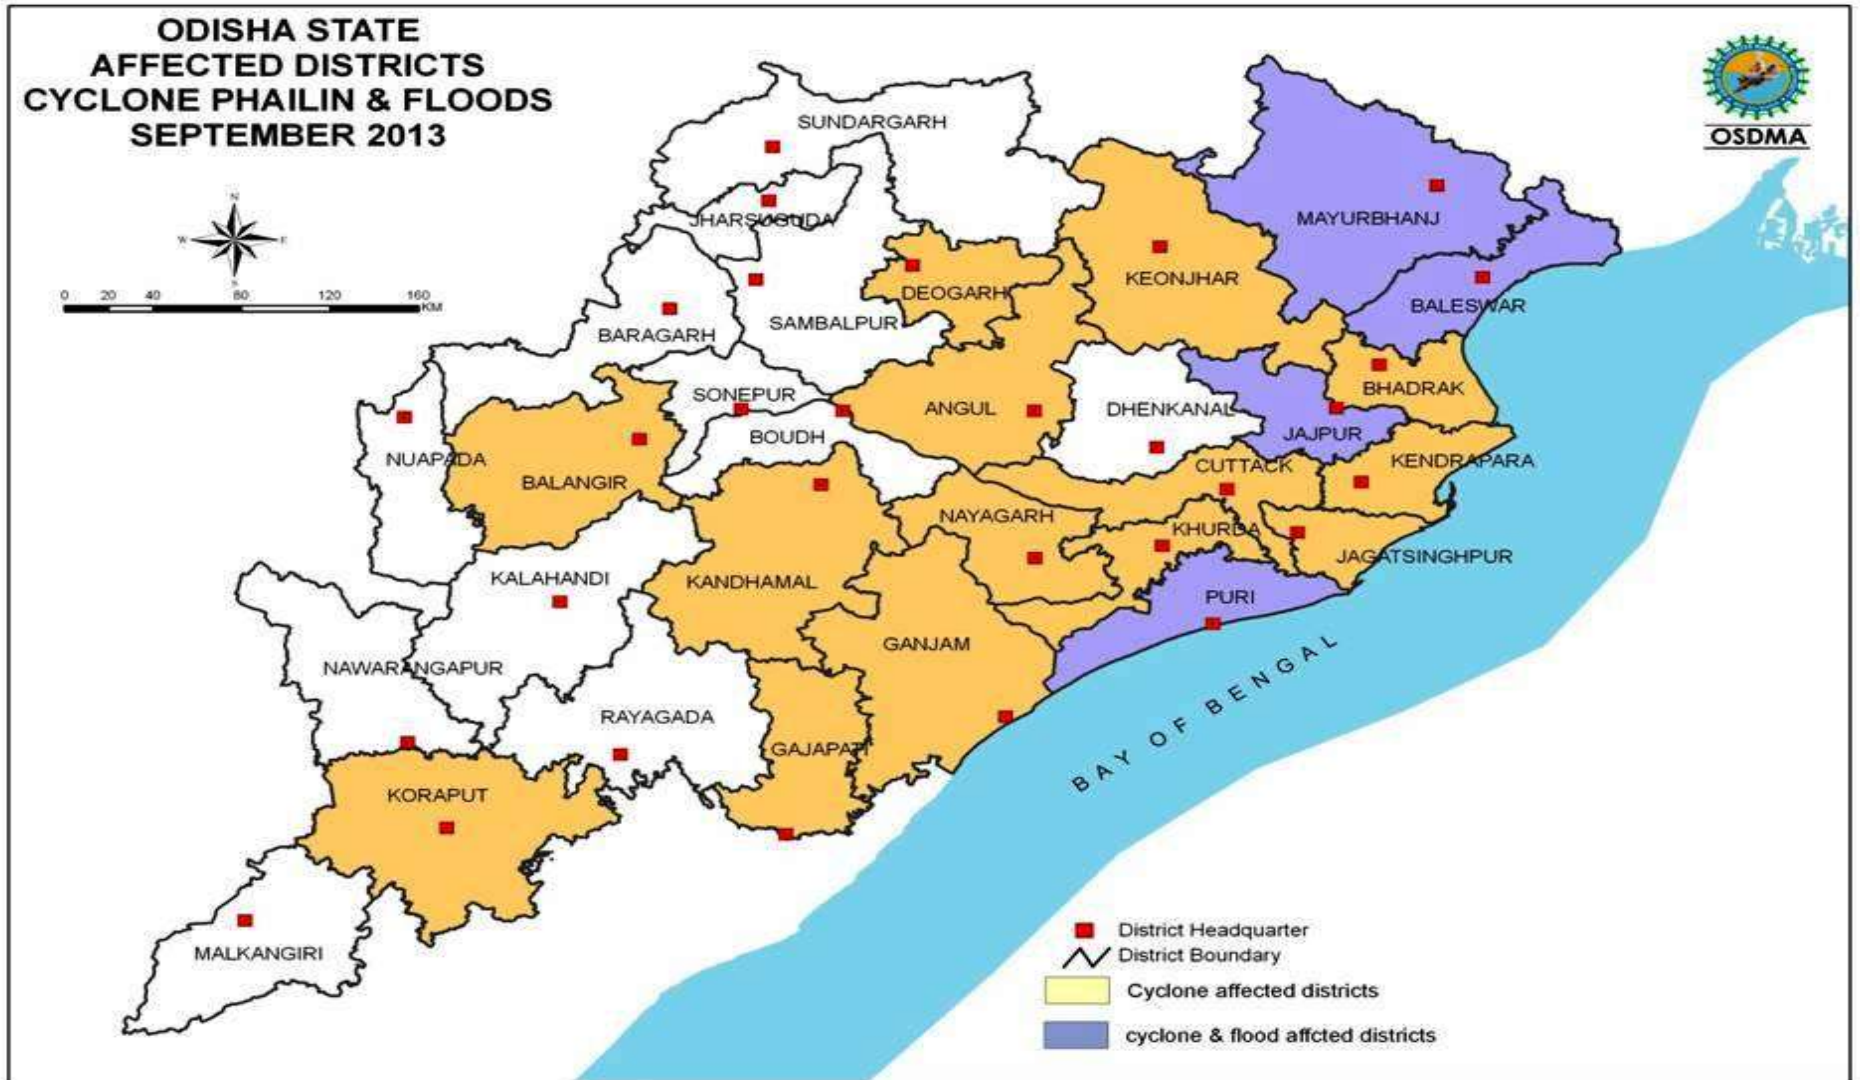 ODISHA STATE
AFFECTED DISTRICTS
CYCLONE PHAILIN & FLOODS
SEPTEMBER 2013
OSDMA
N
W
E
S
0 20 40 80 120 160
KM
SUNDARGARH
JHARSUGUDA
MAYURBHANJ
KEONJHAR
DEOGARH
BALESWAR
SAMBALPUR
BARAGARH
BHADRAK
SONEPUR
ANGUL
DHENKANAL
BOUDH
JAJPUR
NUAPADA
KENDRAPARA
CUTTACK
BALANGIR
NAYAGARH
KHURDA
JAGATSINGHPUR
KALAHANDI
KANDHAMAL
PURI
GANJAM
NAWARANGAPUR
RAYAGADA
GAJAPATI
BAY OF BENGAL
KORAPUT
MALKANGIRI
District Headquarter
District Boundary
Cyclone affected districts
cyclone & flood affcted districts